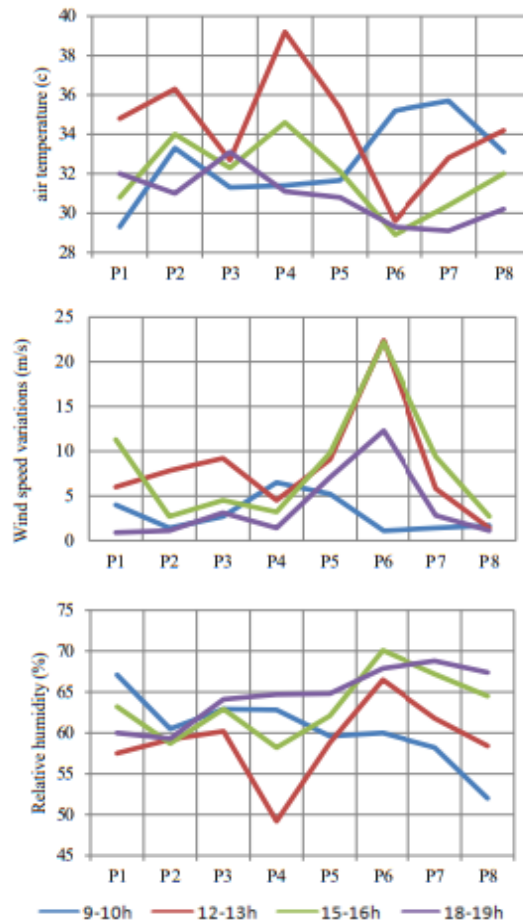 air temperature (c)
40
38
36
34
32
30
28
P1 P2 P3 P4 P5 P6 P7 P8
Wind speed variations (m/s)
25
20
15
10
5
0
P1 P2 P3 P4 P5 P6 P7 P8
Relative humidity (%)
75
70
65
60
55
50
45
P1 P2 P3 P4 P5 P6 P7 P8
9-10h 12-13h 15-16h 18-19h